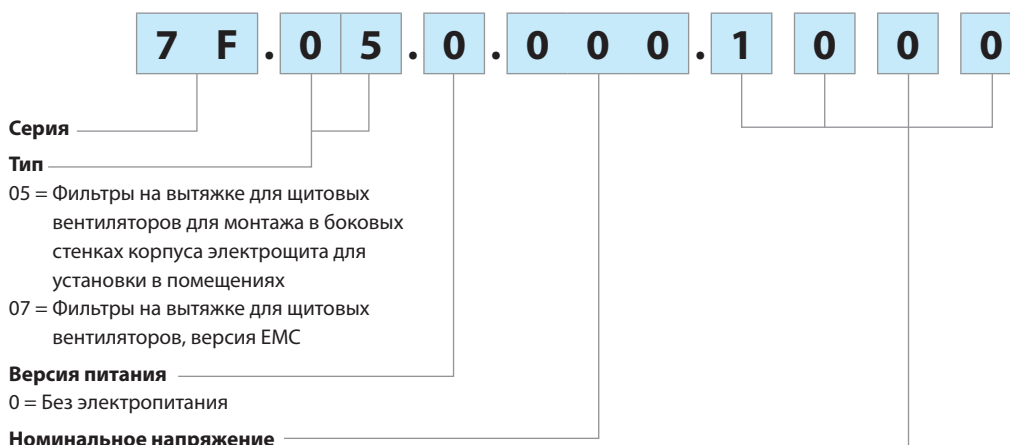 7 F . 0 5 . 0 . 0 0 0 . 1 0 0 0
Серия
Тип
05 = Фильтры на вытяжке для щитовых
вентиляторов для монтажа в боковых
стенках корпуса электрощита для
установки в помещениях
07 = Фильтры на вытяжке для щитовых
вентиляторов, версия EMC
Версия питания
0 = Без электропитания
Номинальное напряжение